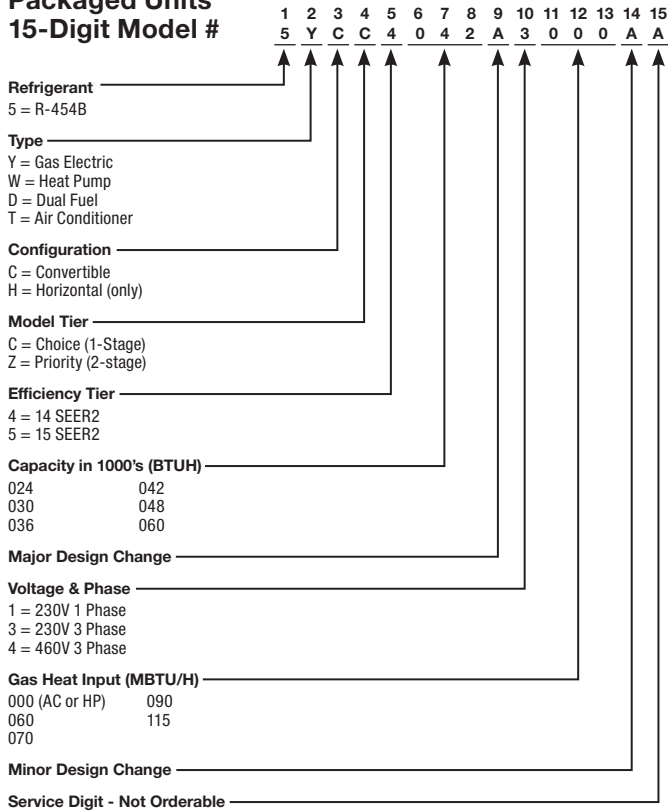 Packaged Units
15-Digit Model #
1 2 3 4 5 6 7 8 9 10 11 12 13 14 15
5 Y C C 4 0 4 2 A 3 0 0 0 A A
Refrigerant
5 = R-454B
Type
Y = Gas Electric
W = Heat Pump
D = Dual Fuel
T = Air Conditioner
Configuration
C = Convertible
H = Horizontal (only)
Model Tier
C = Choice (1-Stage)
Z = Priority (2-stage)
Efficiency Tier
4 = 14 SEER2
5 = 15 SEER2
Capacity in 1000's (BTUH)
024 042
030 048
036 060
Major Design Change
Voltage & Phase
1 = 230V 1 Phase
3 = 230V 3 Phase
4 = 460V 3 Phase
Gas Heat Input (MBTU/H)
000 (AC or HP) 090
060 115
070
Minor Design Change
Service Digit - Not Orderable